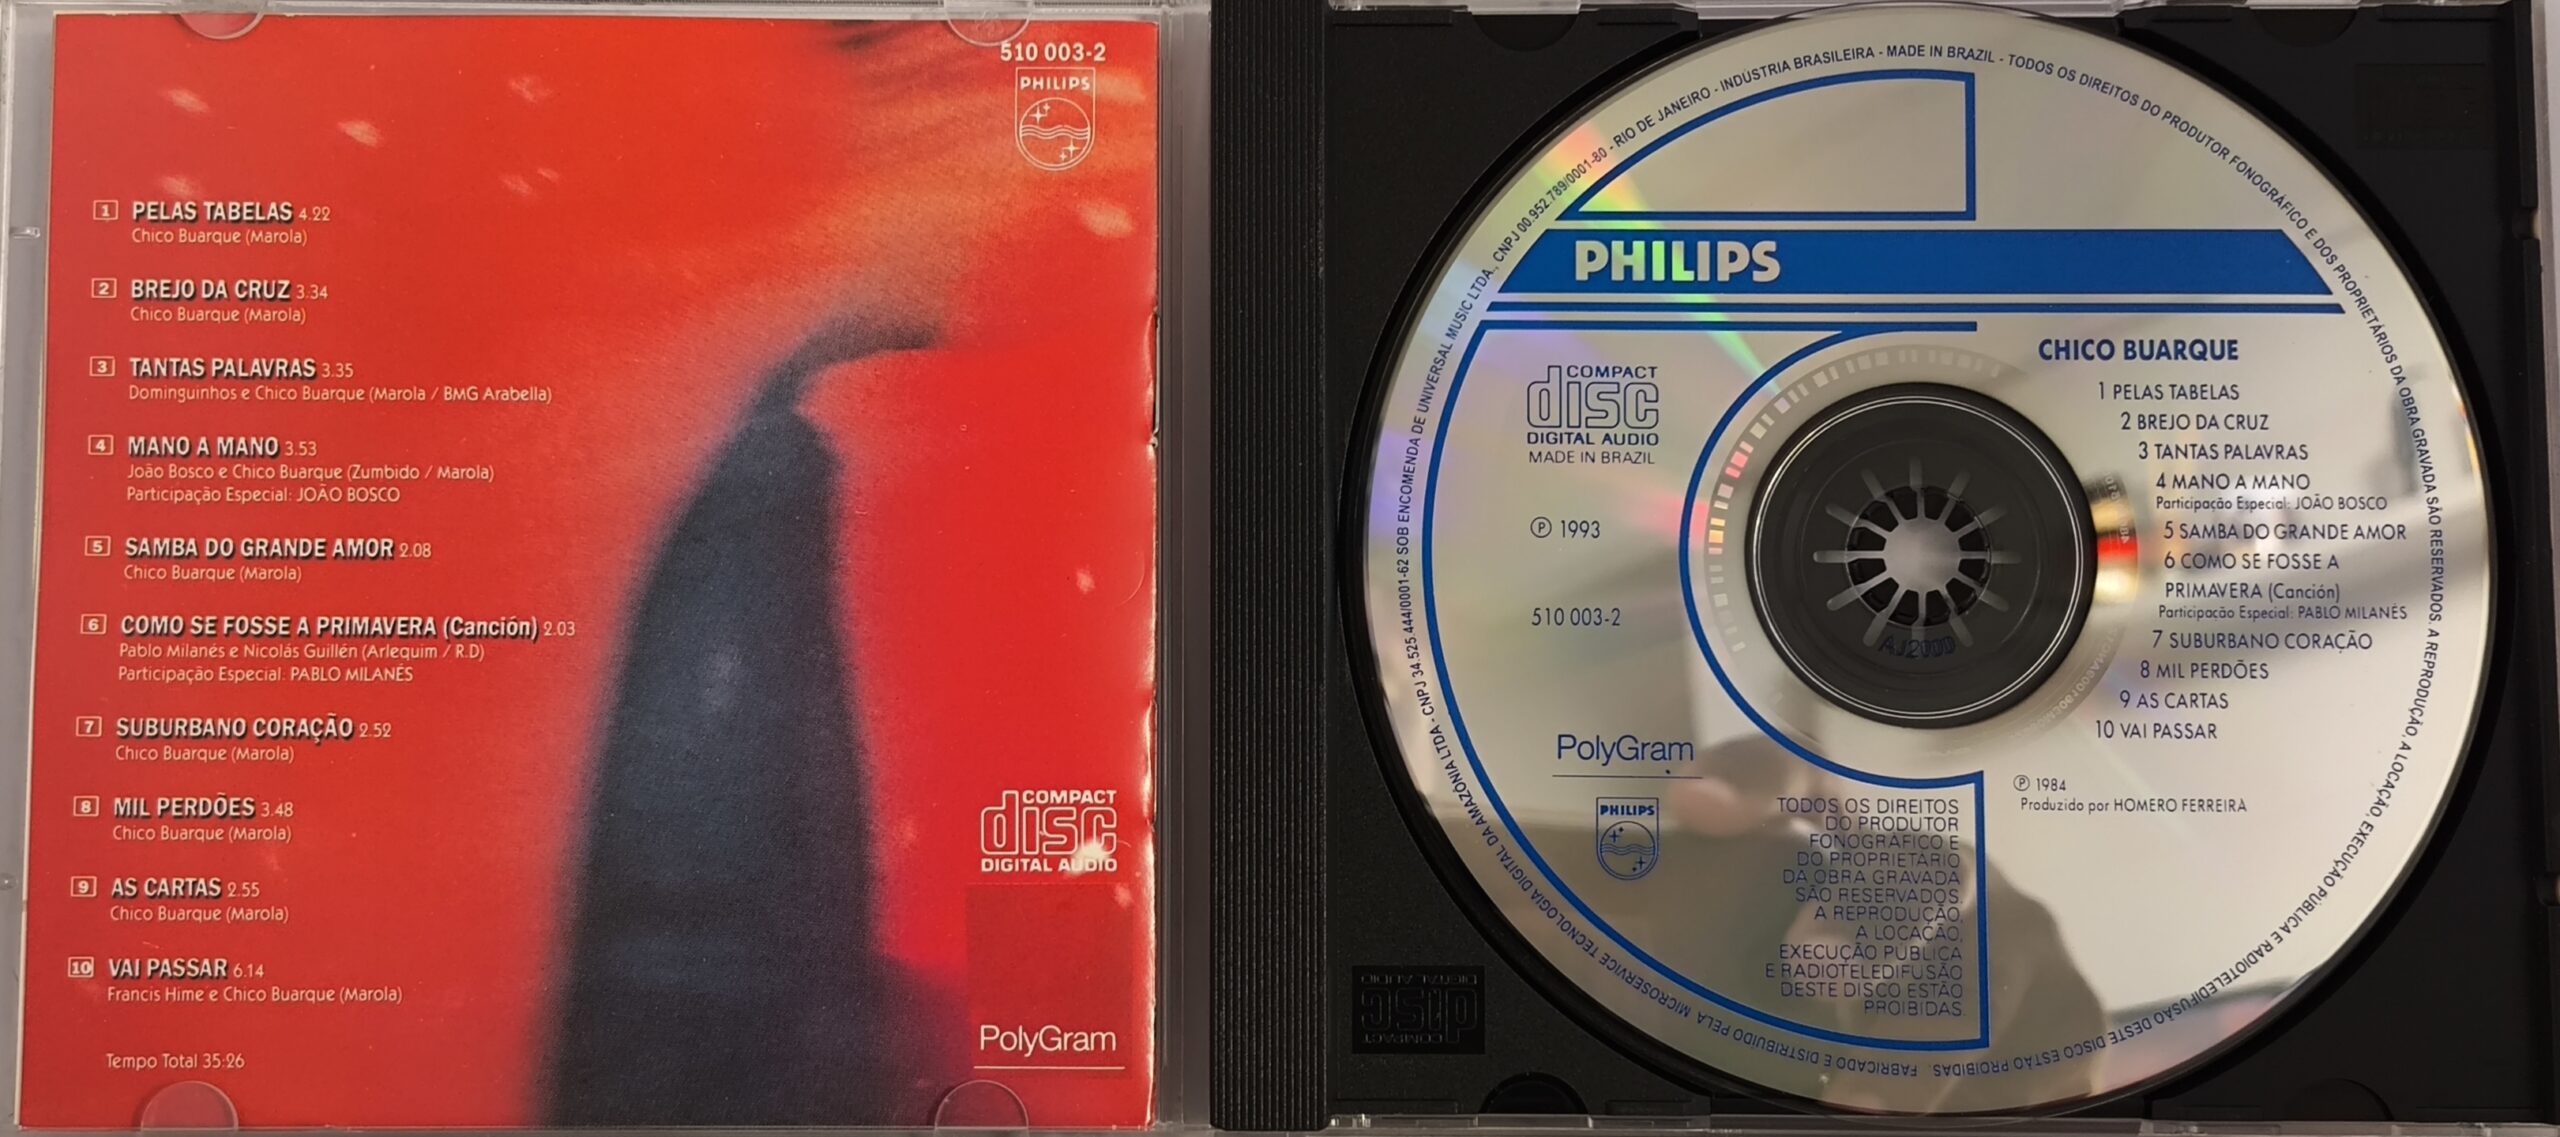 510 003-2
PHILIPS
1 PELAS TABELAS 4.22
Chico Buarque (Marola)
2 BREJO DA CRUZ 3.34
Chico Buarque (Marola)
3 TANTAS PALAVRAS 3.35
Dominguinhos e Chico Buarque (Marola / BMG Arabella)
4 MANO A MANO 3.53
João Bosco e Chico Buarque (Zumbido / Marola)
Participação Especial: JOÃO BOSCO
5 SAMBA DO GRANDE AMOR 2.08
Chico Buarque (Marola)
6 COMO SE FOSSE A PRIMAVERA (Canción) 2.03
Pablo Milanés e Nicolás Guillén (Arlequim / R.D)
Participação Especial: PABLO MILANÉS
7 SUBURBANO CORAÇÃO 2.52
Chico Buarque (Marola)
8 MIL PERDÕES 3.48
Chico Buarque (Marola)
9 AS CARTAS 2.55
Chico Buarque (Marola)
10 VAI PASSAR 6.14
Francis Hime e Chico Buarque (Marola)
Tempo Total 35:26
COMPACT
disc
DIGITAL AUDIO
PolyGram
FABRICADO E DISTRIBUÍDO PELA MICROSERVICE TECNOLOGIA DIGITAL DA AMAZÔNIA LTDA - CNPJ 34.525.444/0001-62 SOB ENCOMENDA DE UNIVERSAL MUSIC LTDA., CNPJ 00.952.789/0001-80 - RIO DE JANEIRO - INDÚSTRIA BRASILEIRA - MADE IN BRAZIL - TODOS OS DIREITOS DO PRODUTOR FONOGRÁFICO E DOS PROPRIETÁRIOS DA OBRA GRAVADA SÃO RESERVADOS. A REPRODUÇÃO, A LOCAÇÃO, EXECUÇÃO PÚBLICA E RADIOTELEDIFUSÃO DESTE DISCO ESTÃO PROIBIDAS
PHILIPS
COMPACT
disc
DIGITAL AUDIO
MADE IN BRAZIL
℗ 1993
510 003-2
PolyGram
PHILIPS
CHICO BUARQUE
1 PELAS TABELAS
2 BREJO DA CRUZ
3 TANTAS PALAVRAS
4 MANO A MANO
Participação Especial: JOÃO BOSCO
5 SAMBA DO GRANDE AMOR
6 COMO SE FOSSE A
PRIMAVERA (Canción)
Participação Especial: PABLO MILANÉS
7 SUBURBANO CORAÇÃO
8 MIL PERDÕES
9 AS CARTAS
10 VAI PASSAR
℗ 1984
Produzido por HOMERO FERREIRA
TODOS OS DIREITOS
DO PRODUTOR
FONOGRÁFICO E
DO PROPRIETARIO
DA OBRA GRAVADA
SÃO RESERVADOS.
A REPRODUÇÃO,
A LOCAÇÃO,
EXECUÇÃO PÚBLICA
E RADIOTELEDIFUSÃO
DESTE DISCO ESTÃO
PROIBIDAS.
AJ2000
COMPACT
disc
DIGITAL AUDIO